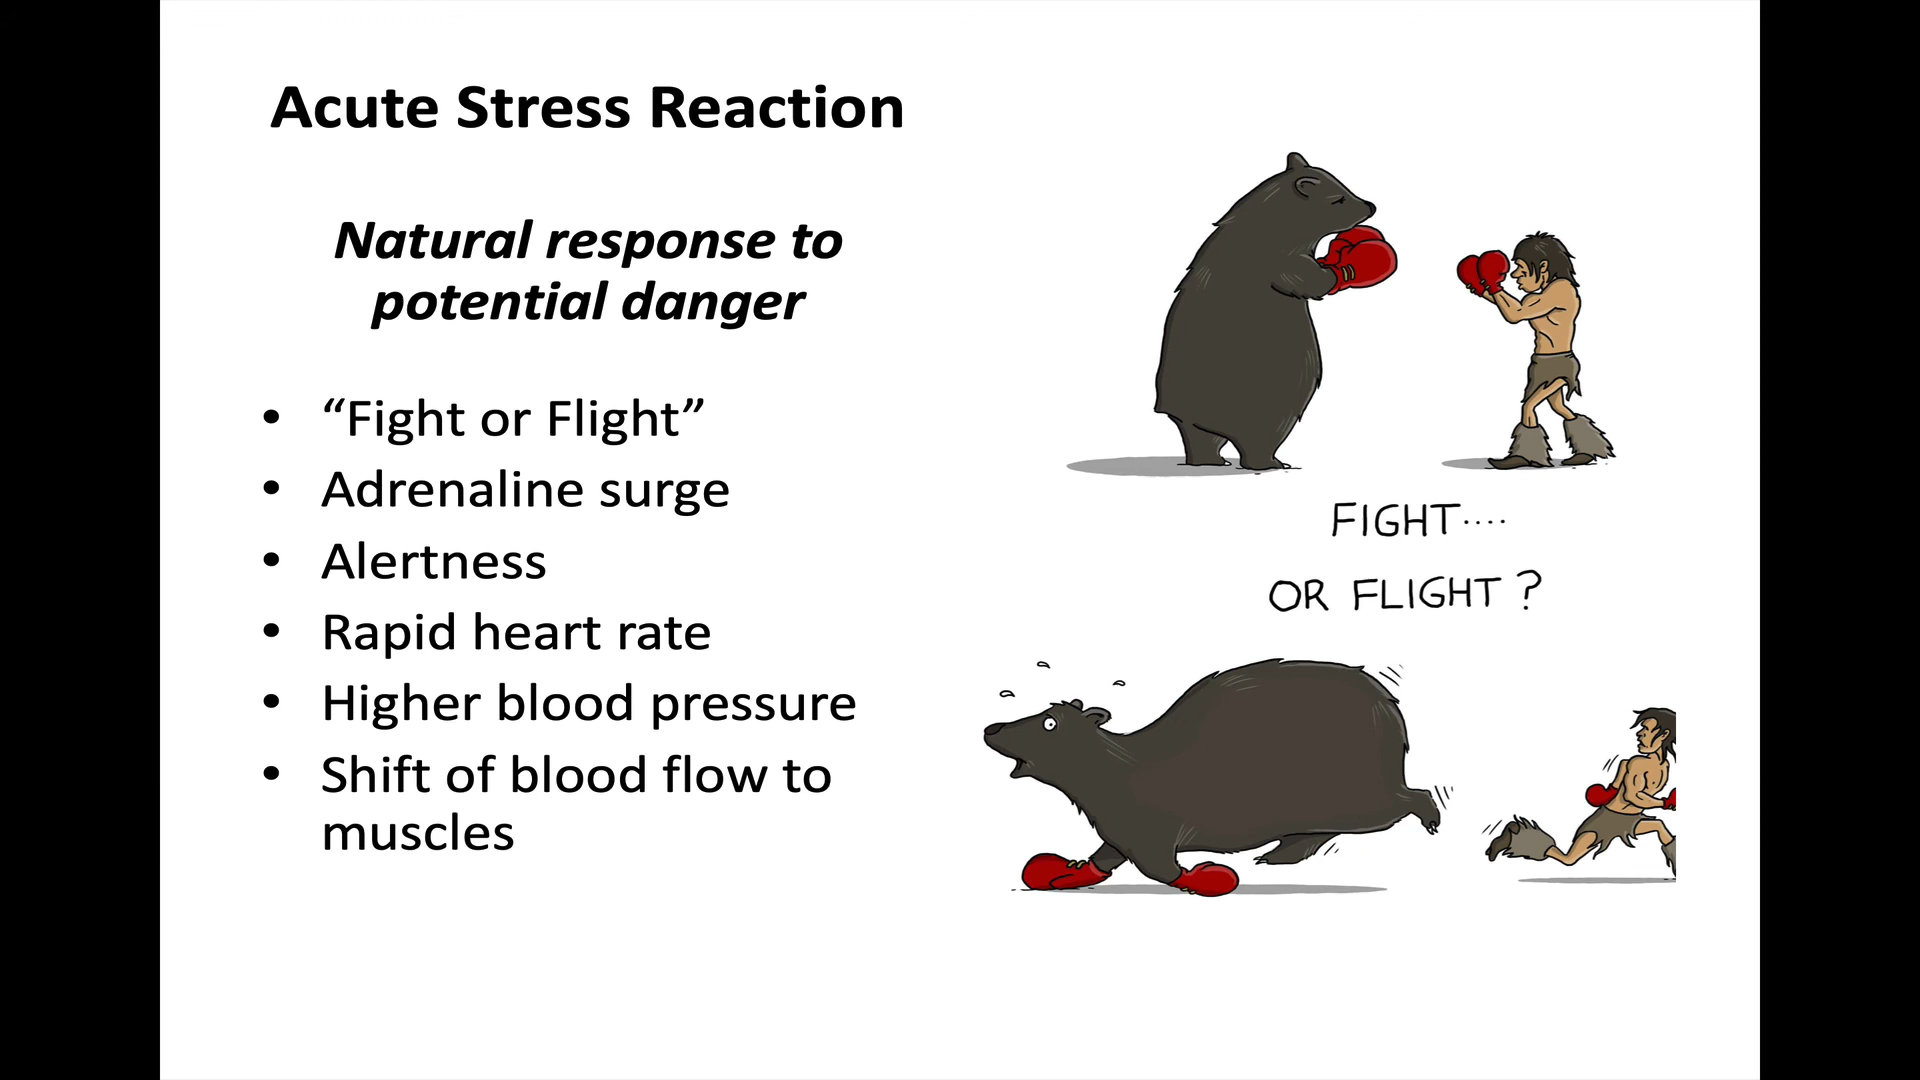 Acute Stress Reaction
Natural response to
potential danger
• “Fight or Flight”
• Adrenaline surge
• Alertness
• Rapid heart rate
• Higher blood pressure
• Shift of blood flow to
muscles
FIGHT....
OR FLIGHT ?